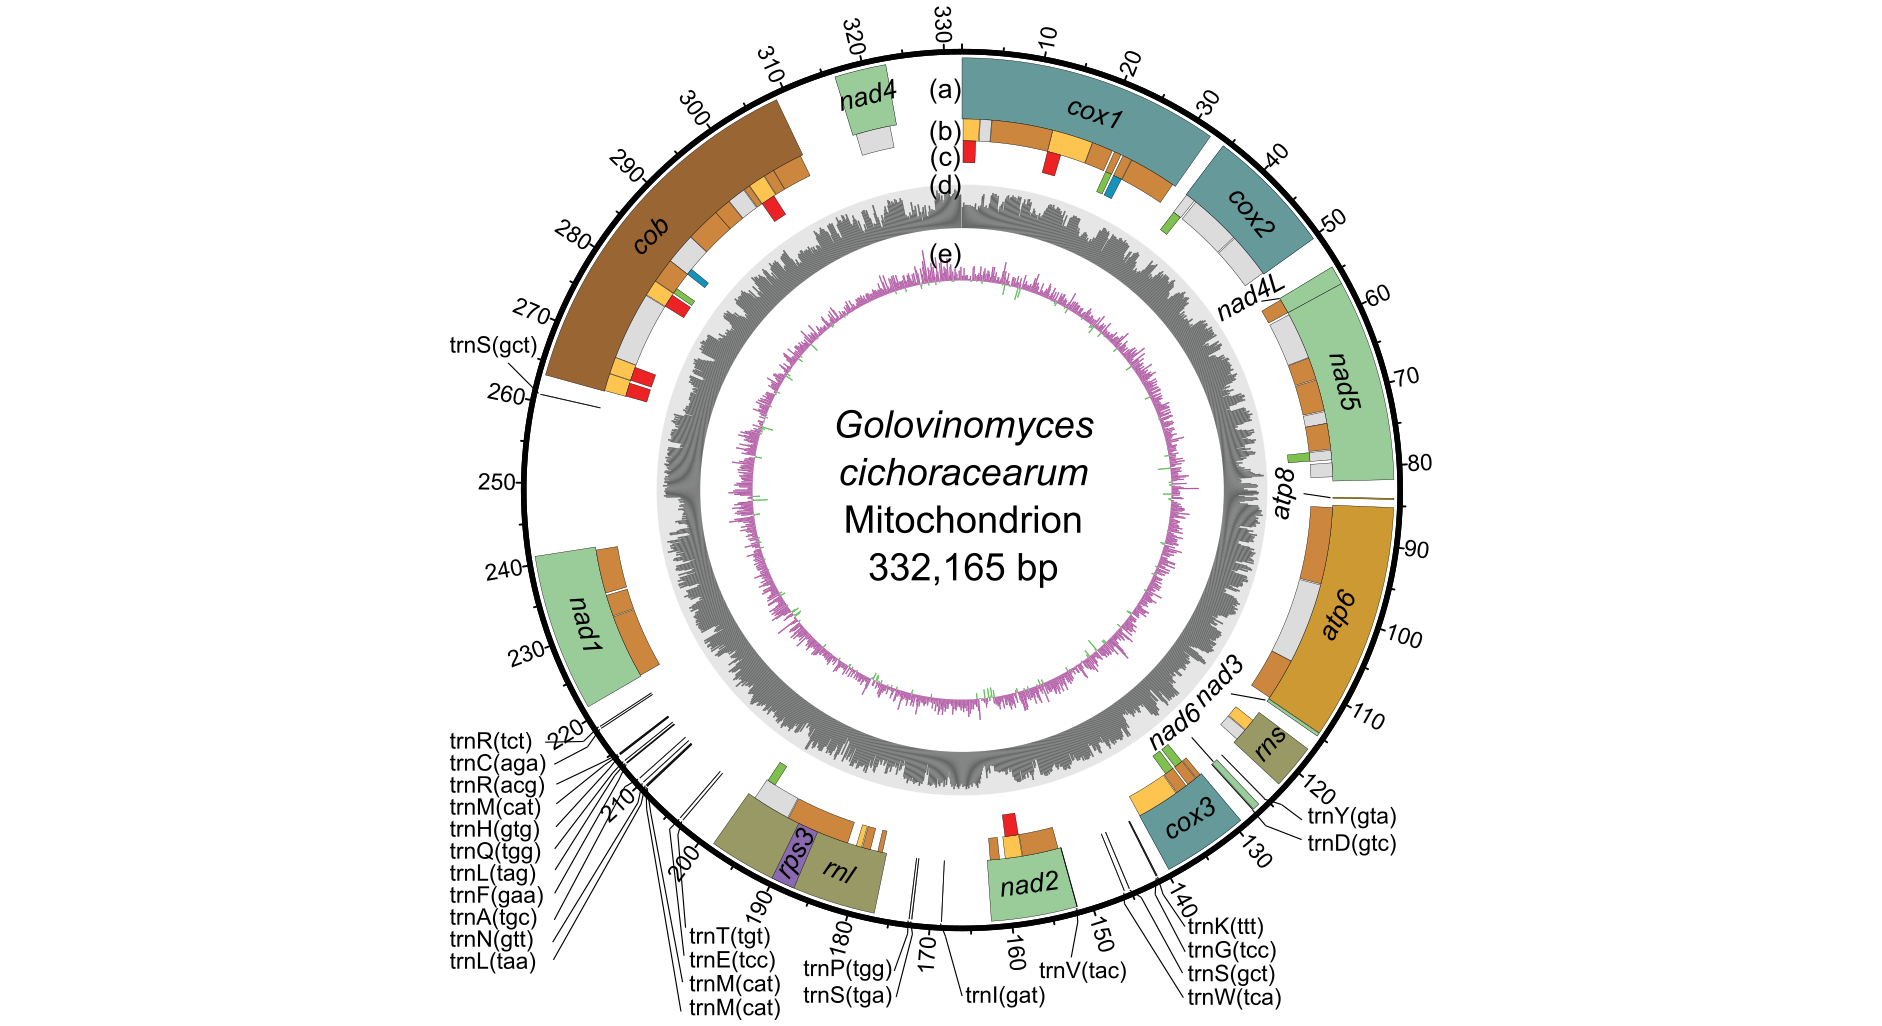 330
10
20
30
40
50
60
70
80
90
100
110
120
130
140
150
160
170
180
190
200
210
220
230
240
250
260
270
280
290
300
310
320
(a)
(b)
(c)
(d)
(e)
cox1
cox2
nad4L
nad5
atp8
atp6
nad3
rns
nad6
cox3
nad2
rnl
rps3
nad1
cob
nad4
Golovinomyces
cichoracearum
Mitochondrion
332,165 bp
trnY(gta)
trnD(gtc)
trnK(ttt)
trnG(tcc)
trnS(gct)
trnW(tca)
trnV(tac)
trnI(gat)
trnP(tgg)
trnS(tga)
trnT(tgt)
trnE(tcc)
trnM(cat)
trnM(cat)
trnR(tct)
trnC(aga)
trnR(acg)
trnM(cat)
trnH(gtg)
trnQ(tgg)
trnL(tag)
trnF(gaa)
trnA(tgc)
trnN(gtt)
trnL(taa)
trnS(gct)